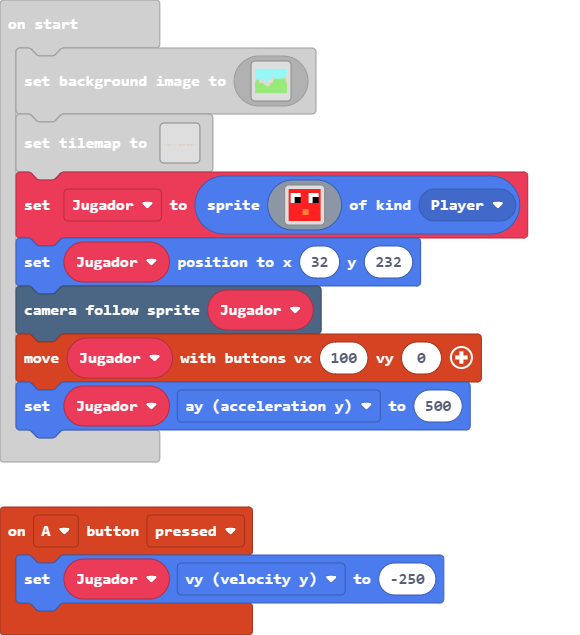 on start
set background image to
set tilemap to
set Jugador to sprite of kind Player
set Jugador position to x 32 y 232
camera follow sprite Jugador
move Jugador with buttons vx 100 vy 0
set Jugador ay (acceleration y) to 500
on A button pressed
set Jugador vy (velocity y) to -250